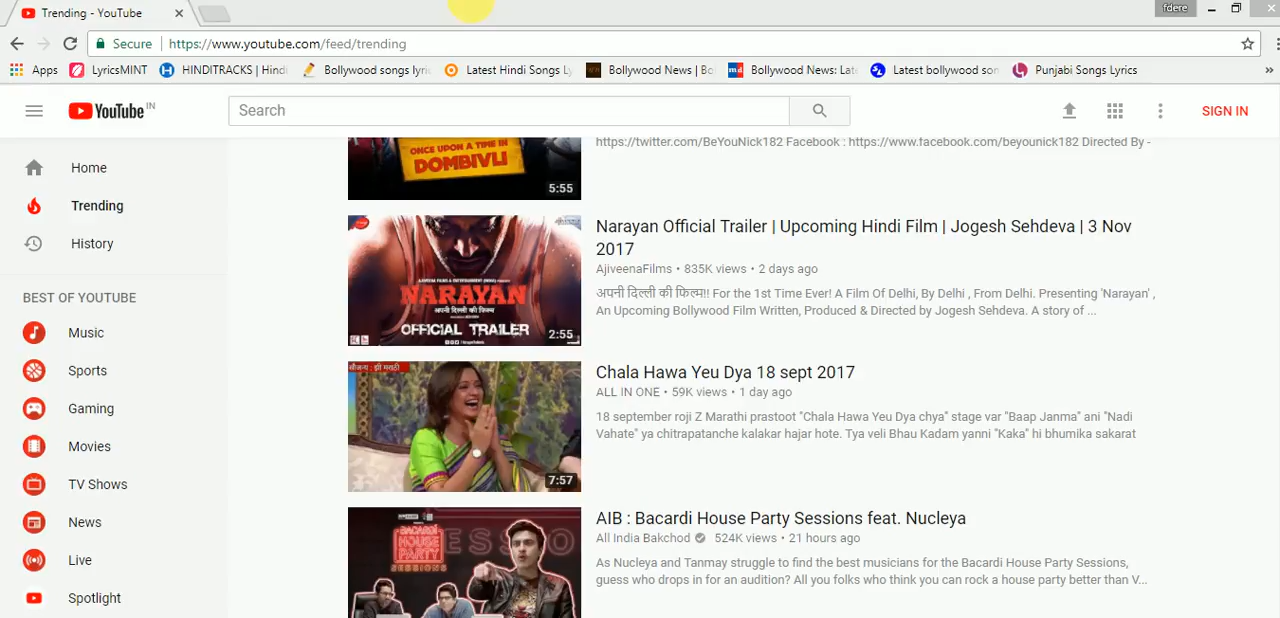 Trending - YouTube
fdere
Secure
https://www.youtube.com/feed/trending
Apps
LyricsMINT
HINDITRACKS | Hindi
Bollywood songs lyri
Latest Hindi Songs Ly
Bollywood News | Bo
Bollywood News: Late
Latest bollywood son
Punjabi Songs Lyrics
YouTube IN
Search
SIGN IN
Home
Trending
History
BEST OF YOUTUBE
Music
Sports
Gaming
Movies
TV Shows
News
Live
Spotlight
ONCE UPON A TIME IN
DOMBIVLI
5:55
https://twitter.com/BeYouNick182 Facebook : https://www.facebook.com/beyounick182 Directed By -
NARAYAN
अपनी दिल्ली की फिल्म
OFFICIAL TRAILER
2:55
Narayan Official Trailer | Upcoming Hindi Film | Jogesh Sehdeva | 3 Nov
2017
AjiveenaFilms • 835K views • 2 days ago
अपनी दिल्ली की फिल्म!! For the 1st Time Ever! A Film Of Delhi, By Delhi , From Delhi. Presenting 'Narayan' ,
An Upcoming Bollywood Film Written, Produced & Directed by Jogesh Sehdeva. A story of ...
सौजन्य : झी मराठी
7:57
Chala Hawa Yeu Dya 18 sept 2017
ALL IN ONE • 59K views • 1 day ago
18 september roji Z Marathi prastoot "Chala Hawa Yeu Dya chya" stage var "Baap Janma" ani "Nadi
Vahate" ya chitrapatanche kalakar hajar hote. Tya veli Bhau Kadam yanni "Kaka" hi bhumika sakarat
BACARDI
HOUSE
PARTY
SESSIONS
AIB : Bacardi House Party Sessions feat. Nucleya
All India Bakchod 524K views • 21 hours ago
As Nucleya and Tanmay struggle to find the best musicians for the Bacardi House Party Sessions,
guess who drops in for an audition? All you folks who think you can rock a house party better than V...